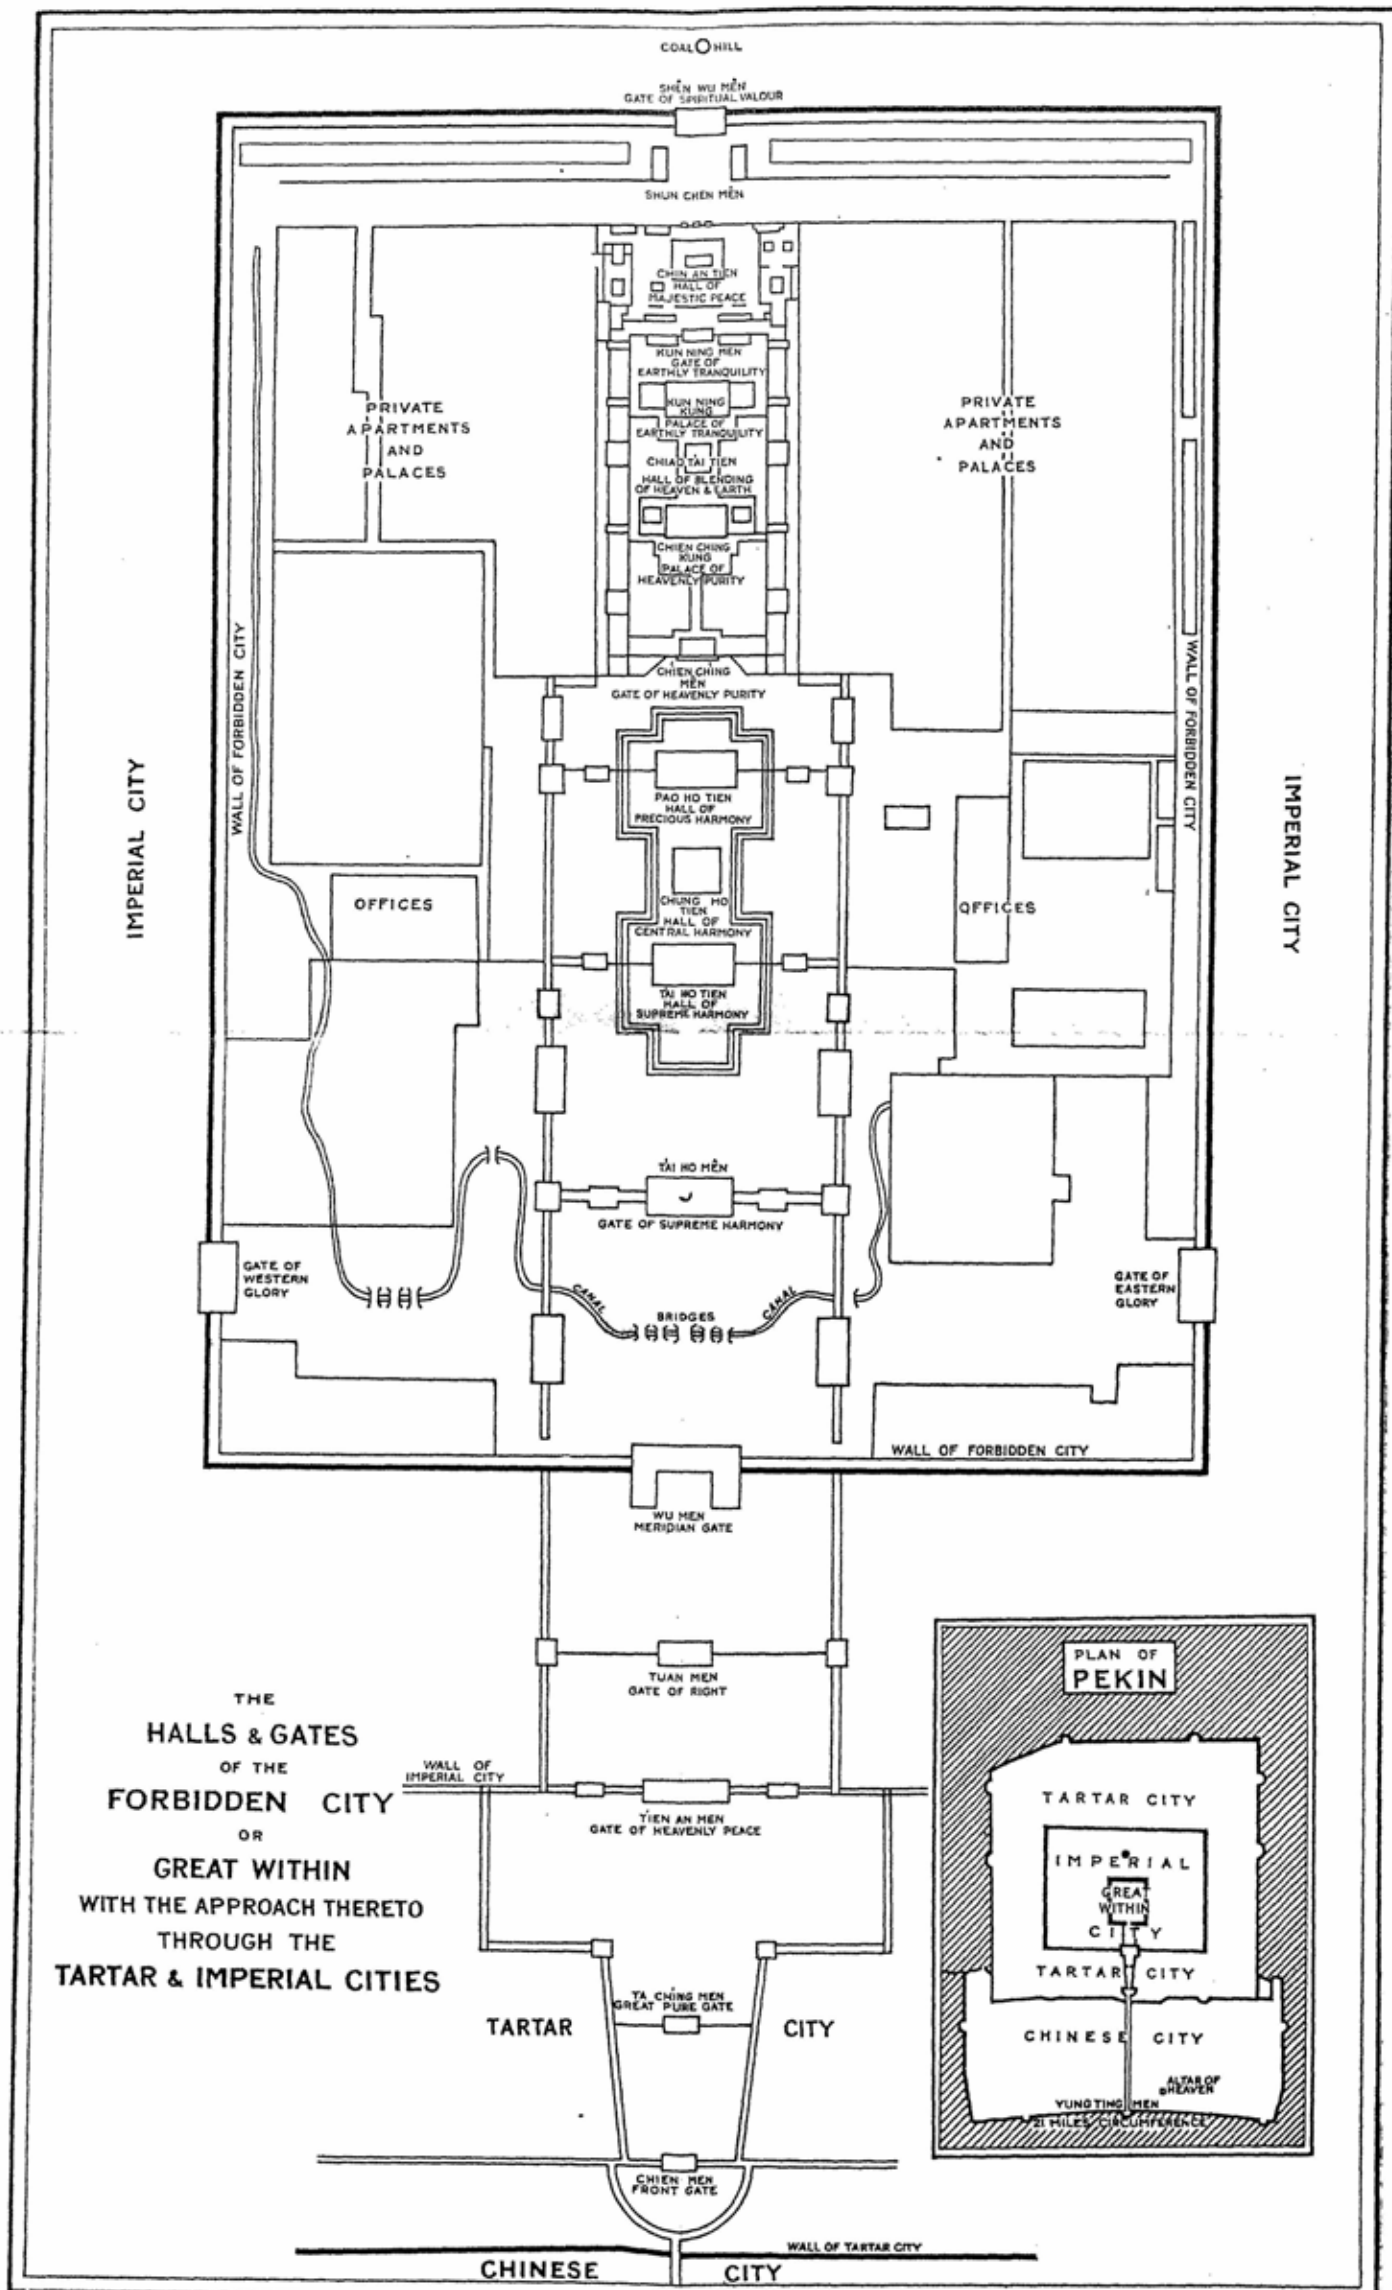 COAL HILL
SHĒN WU MĒN
GATE OF SPIRITUAL VALOUR
SHUN CHEN MĒN
CHIN AN TIEN
HALL OF
MAJESTIC PEACE
KUN NING MĒN
GATE OF
EARTHLY TRANQUILITY
KUN NING
KUNG
PALACE OF
EARTHLY TRANQUILITY
CHIAO TAI TIEN
HALL OF BLENDING
OF HEAVEN & EARTH
CHIEN CHING
KUNG
PALACE OF
HEAVENLY PURITY
CHIEN CHING
MĒN
GATE OF HEAVENLY PURITY
PRIVATE
APARTMENTS
AND
PALACES
PRIVATE
APARTMENTS
AND
PALACES
WALL OF FORBIDDEN CITY
WALL OF FORBIDDEN CITY
IMPERIAL CITY
IMPERIAL CITY
PAO HO TIEN
HALL OF
PRECIOUS HARMONY
CHUNG HO
TIEN
HALL OF
CENTRAL HARMONY
TAI HO TIEN
HALL OF
SUPREME HARMONY
OFFICES
OFFICES
TAI HO MĒN
GATE OF SUPREME HARMONY
GATE OF
WESTERN
GLORY
GATE OF
EASTERN
GLORY
CANAL
BRIDGES
CANAL
WALL OF FORBIDDEN CITY
WU MEN
MERIDIAN GATE
TUAN MEN
GATE OF RIGHT
WALL OF
IMPERIAL CITY
TIEN AN MEN
GATE OF HEAVENLY PEACE
TA CHING MEN
GREAT PURE GATE
TARTAR CITY
CHIEN MEN
FRONT GATE
WALL OF TARTAR CITY
CHINESE CITY
THE
HALLS & GATES
OF THE
FORBIDDEN CITY
OR
GREAT WITHIN
WITH THE APPROACH THERETO
THROUGH THE
TARTAR & IMPERIAL CITIES
PLAN OF
PEKIN
TARTAR CITY
IMPERIAL
GREAT
WITHIN
CITY
TARTAR CITY
CHINESE CITY
ALTAR OF
HEAVEN
YUNG TING MEN
21 MILES CIRCUMFERENCE